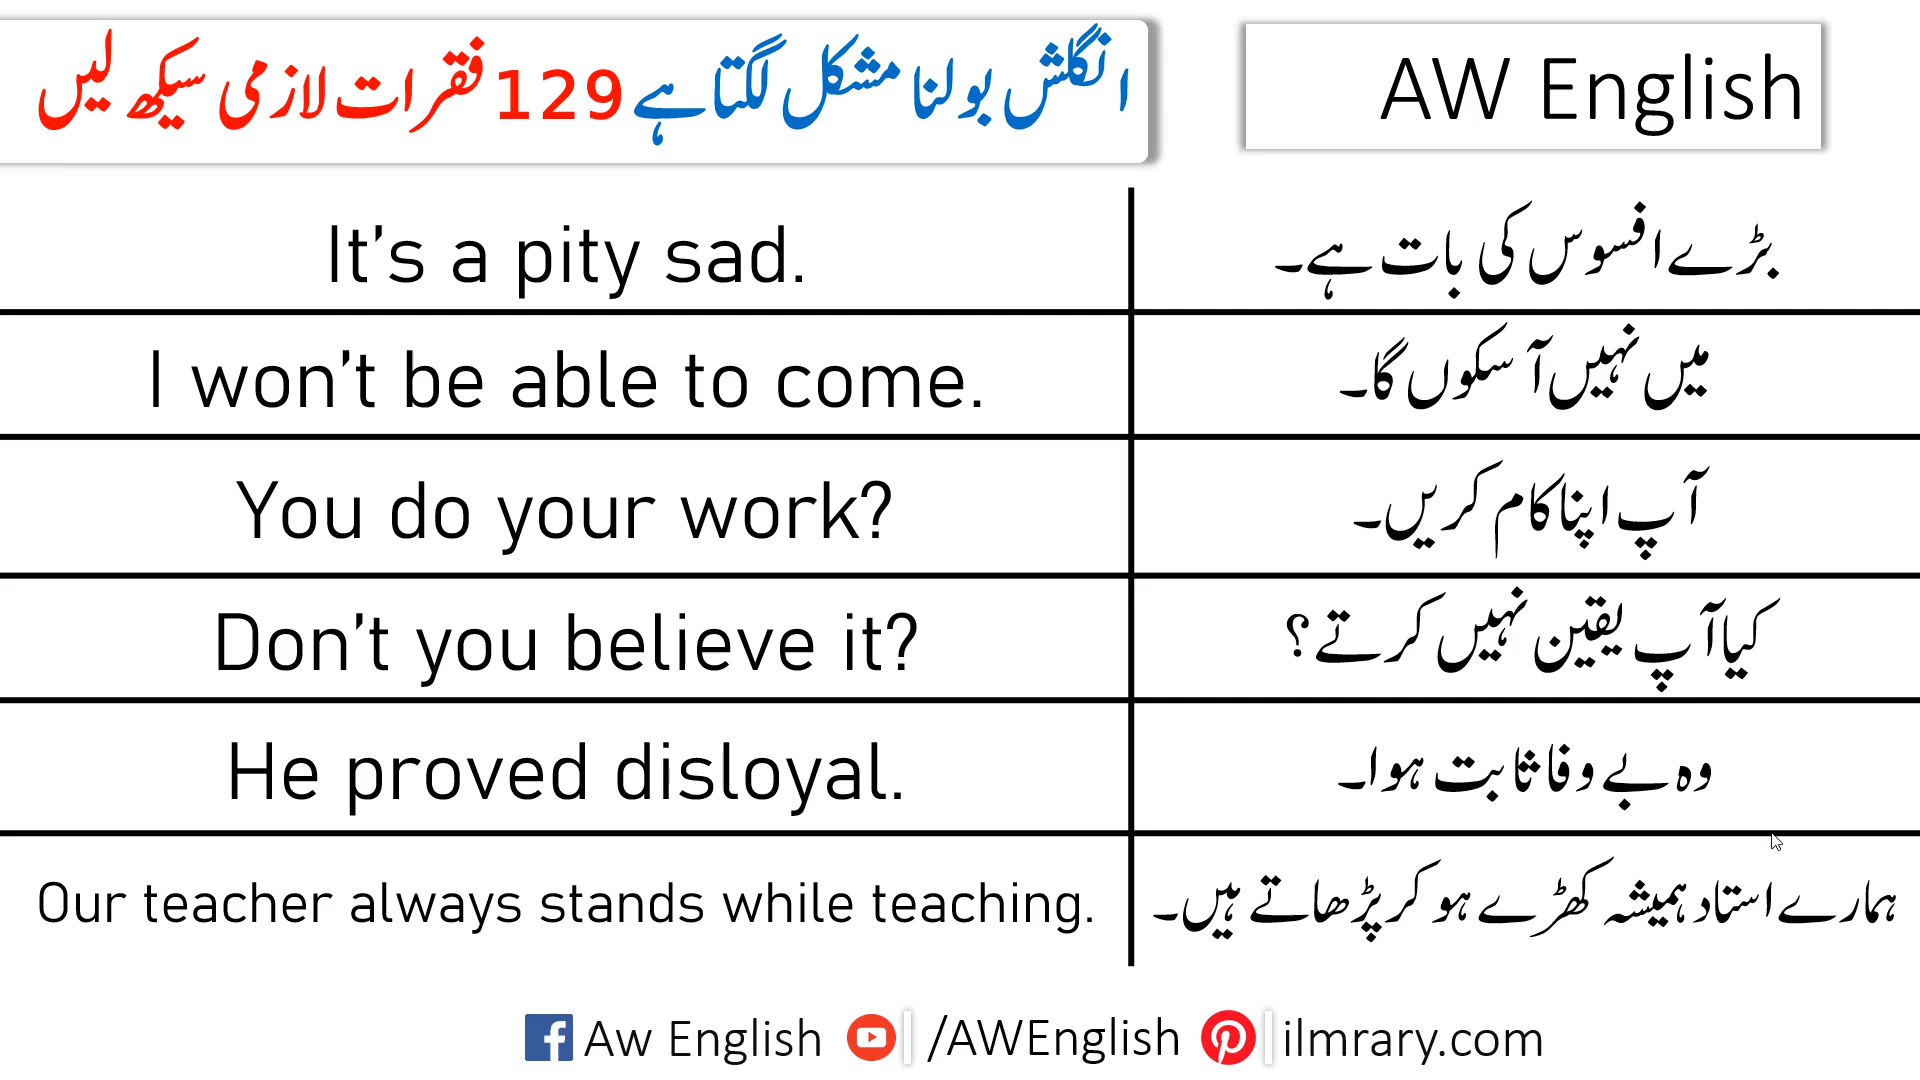 انگلش بولنا مشکل لگتا ہے 129 فقرات لازمی سیکھ لیں
AW English
It’s a pity sad.
بڑے افسوس کی بات ہے۔
I won’t be able to come.
میں نہیں آ سکوں گا۔
You do your work?
آپ اپنا کام کریں۔
Don’t you believe it?
کیا آپ یقین نہیں کرتے؟
He proved disloyal.
وہ بے وفا ثابت ہوا۔
Our teacher always stands while teaching.
ہمارے استاد ہمیشہ کھڑے ہو کر پڑھاتے ہیں۔
Aw English /AWEnglish ilmrary.com